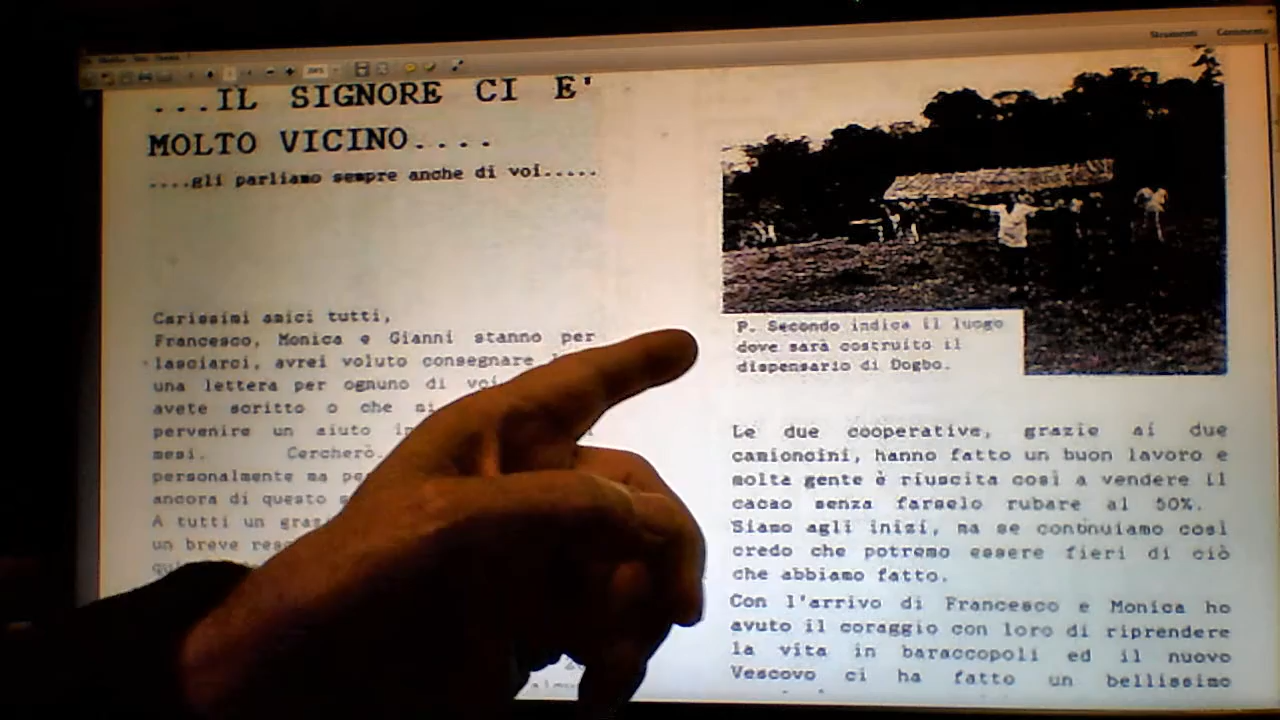 Strumenti
...IL SIGNORE CI E'
MOLTO VICINO....
....gli parliamo sempre anche di voi.....
Carissimi amici tutti,
Francesco, Monica e Gianni stanno per
lasciarci, avrei voluto consegnare
una lettera per ognuno di voi
avete scritto o che
pervenire un aiuto
mesi. Cercherò
personalmente ma
ancora di questo
A tutti un
un breve
P. Secondo indica il luogo
dove sarà costruito il
dispensario di Dogbo.
Le due cooperative, grazie ai due
camioncini, hanno fatto un buon lavoro e
molta gente è riuscita così a vendere il
cacao senza farselo rubare al 50%.
Siamo agli inizi, ma se continuiamo così
credo che potremo essere fieri di ciò
che abbiamo fatto.
Con l'arrivo di Francesco e Monica ho
avuto il coraggio con loro di riprendere
la vita in baraccopoli ed il nuovo
Vescovo ci ha fatto un bellissimo